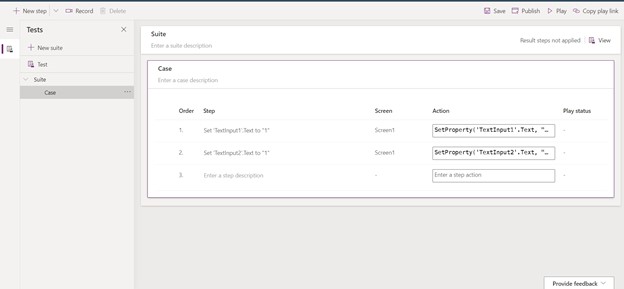 New step Record Delete Save Publish Play Copy play link
Tests
New suite
Test
Suite
Case
Suite
Enter a suite description
Result steps not applied View
Case
Enter a case description
Order Step Screen Action Play status
1. Set 'TextInput1'.Text to "1" Screen1 SetProperty('TextInput1'.Text, "… -
2. Set 'TextInput2'.Text to "1" Screen1 SetProperty('TextInput2'.Text, "… -
3. Enter a step description - Enter a step action -
Provide feedback